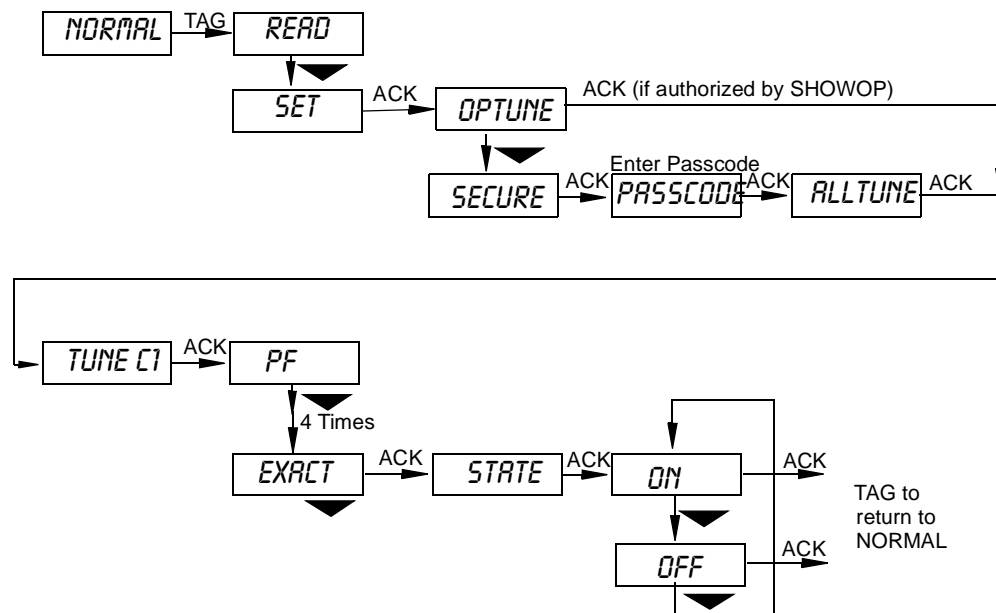 NORMAL TAG READ
SET ACK OPTUNE ACK (if authorized by SHOWOP)
Enter Passcode
SECURE ACK PASSCODE ACK ALLTUNE ACK
TUNE C1 ACK PF
4 Times
EXACT ACK STATE ACK ON ACK
TAG to
return to
NORMAL
OFF ACK